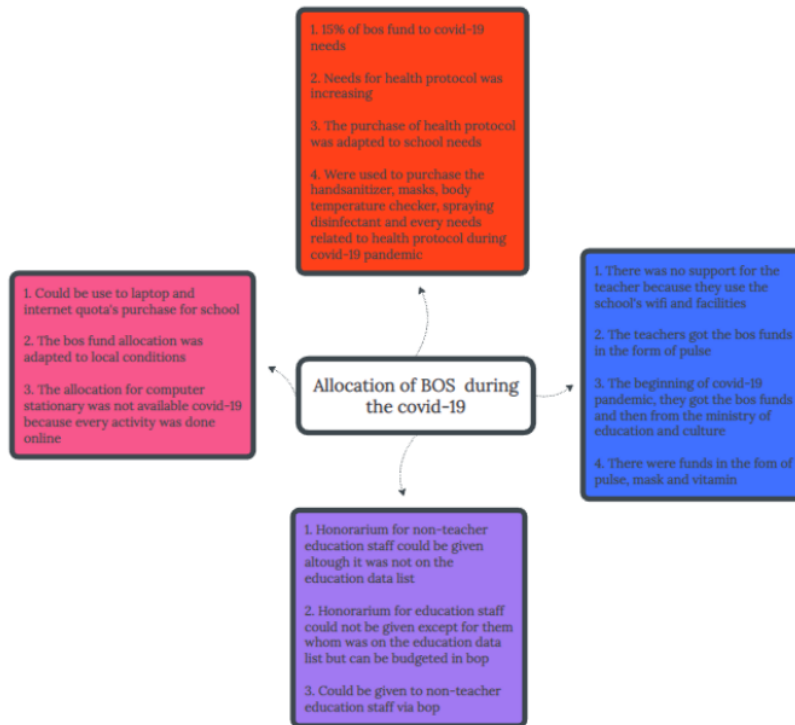 1. 15% of bos fund to covid-19
needs
2. Needs for health protocol was
increasing
3. The purchase of health protocol
was adapted to school needs
4. Were used to purchase the
handsanitizer, masks, body
temperature checker, spraying
disinfectant and every needs
related to health protocol during
covid-19 pandemic
1. Could be use to laptop and
internet quota's purchase for school
2. The bos fund allocation was
adapted to local conditions
3. The allocation for computer
stationary was not available covid-19
because every activity was done
online
Allocation of BOS during
the covid-19
1. There was no support for the
teacher because they use the
school's wifi and facilities
2. The teachers got the bos funds
in the form of pulse
3. The beginning of covid-19
pandemic, they got the bos funds
and then from the ministry of
education and culture
4. There were funds in the fom of
pulse, mask and vitamin
1. Honorarium for non-teacher
education staff could be given
altough it was not on the
education data list
2. Honorarium for education staff
could not be given except for them
whom was on the education data
list but can be budgeted in bop
3. Could be given to non-teacher
education staff via bop